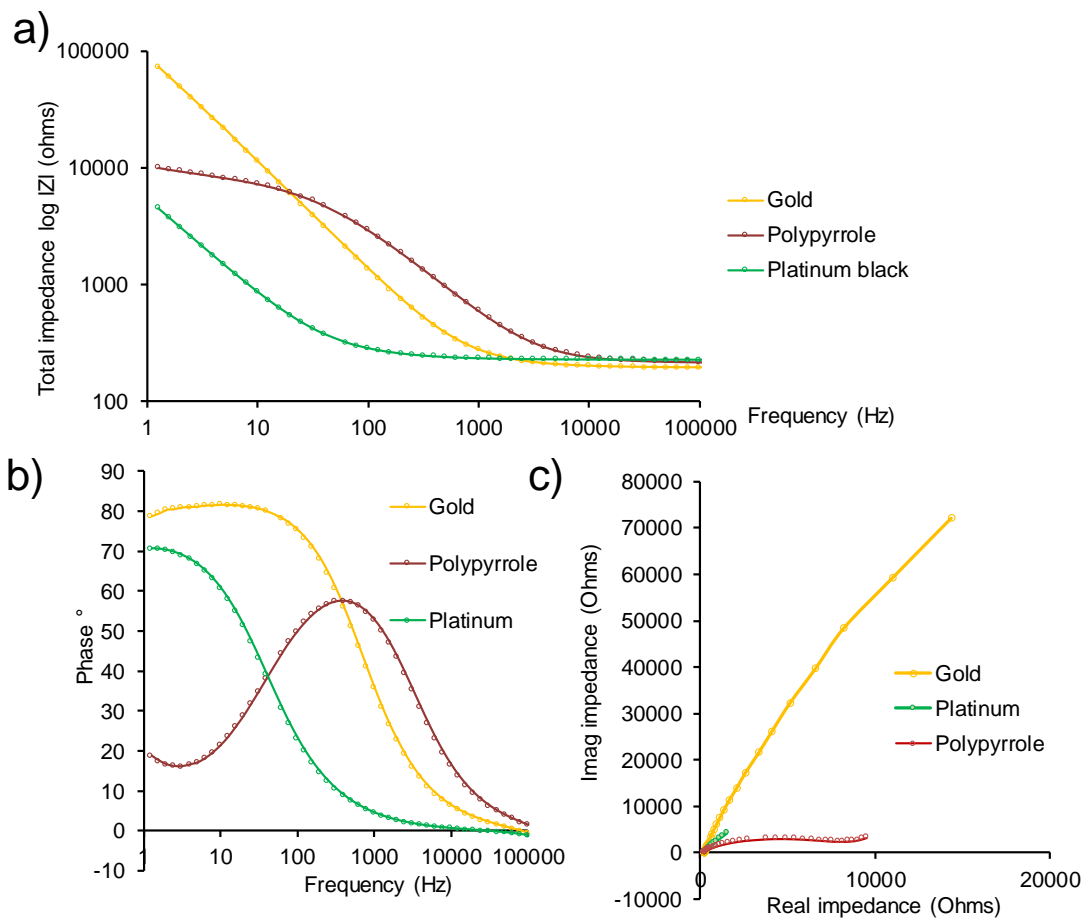 a)
Total impedance log IZI (ohms)
100000
10000
1000
100
1
10
100
1000
10000
100000
Frequency (Hz)
Gold
Polypyrrole
Platinum black
b)
Phase °
90
80
70
60
50
40
30
20
10
0
-10
1
10
100
1000
10000
100000
Frequency (Hz)
Gold
Polypyrrole
Platinum
c)
Imag impedance (Ohms)
80000
70000
60000
50000
40000
30000
20000
10000
0
-10000
0
10000
20000
Real impedance (Ohms)
Gold
Platinum
Polypyrrole